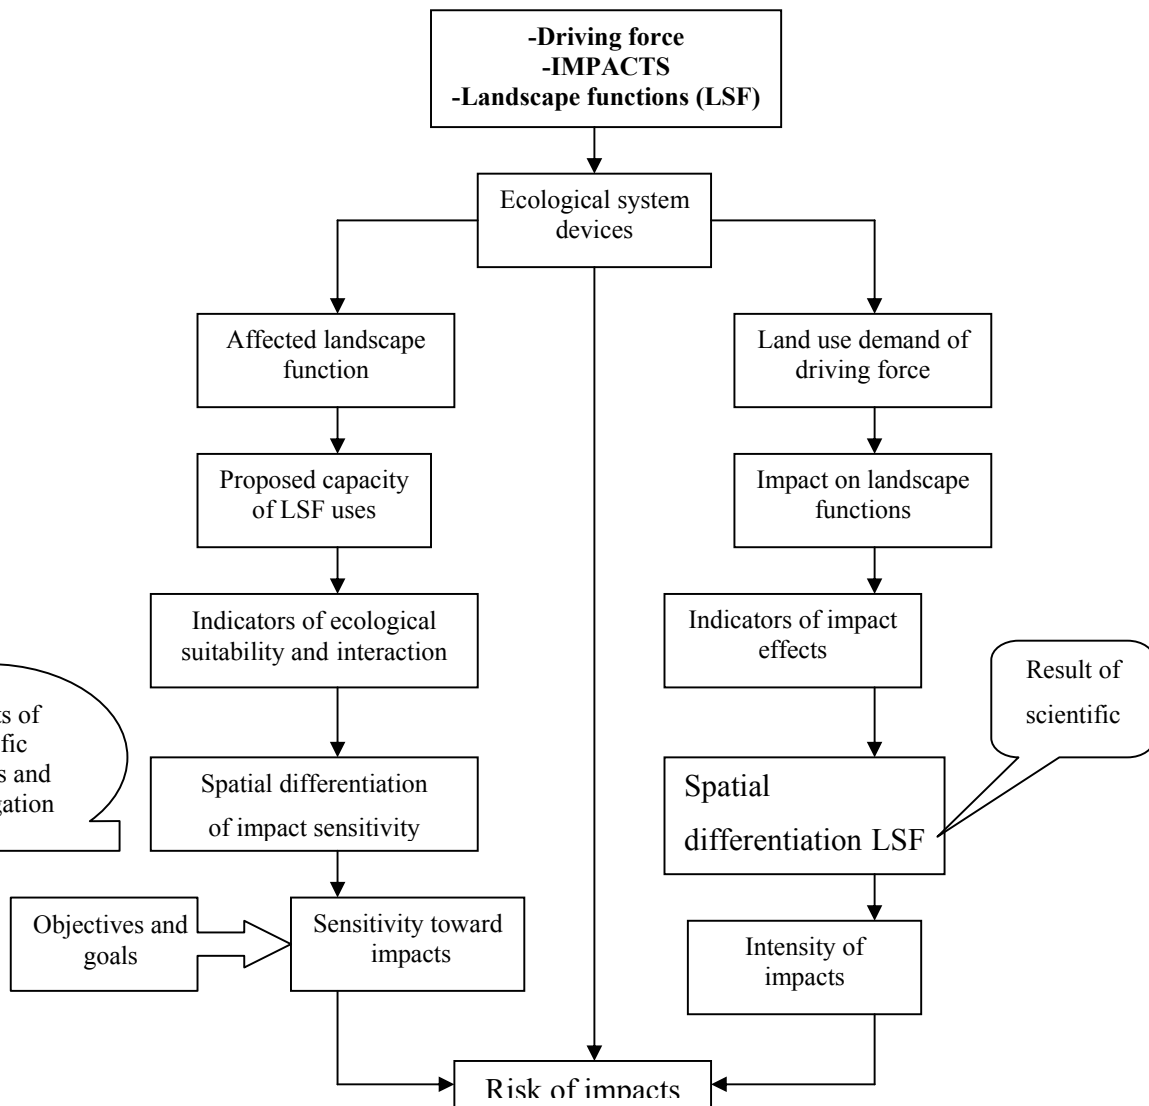 -Driving force
-IMPACTS
-Landscape functions (LSF)
Ecological system
devices
Affected landscape
function
Land use demand of
driving force
Proposed capacity
of LSF uses
Impact on landscape
functions
Indicators of ecological
suitability and interaction
Indicators of impact
effects
Result of
scientific
of
and
Spatial differentiation
of impact sensitivity
Spatial
differentiation LSF
Objectives and
goals
Sensitivity toward
impacts
Intensity of
impacts
Risk of impacts